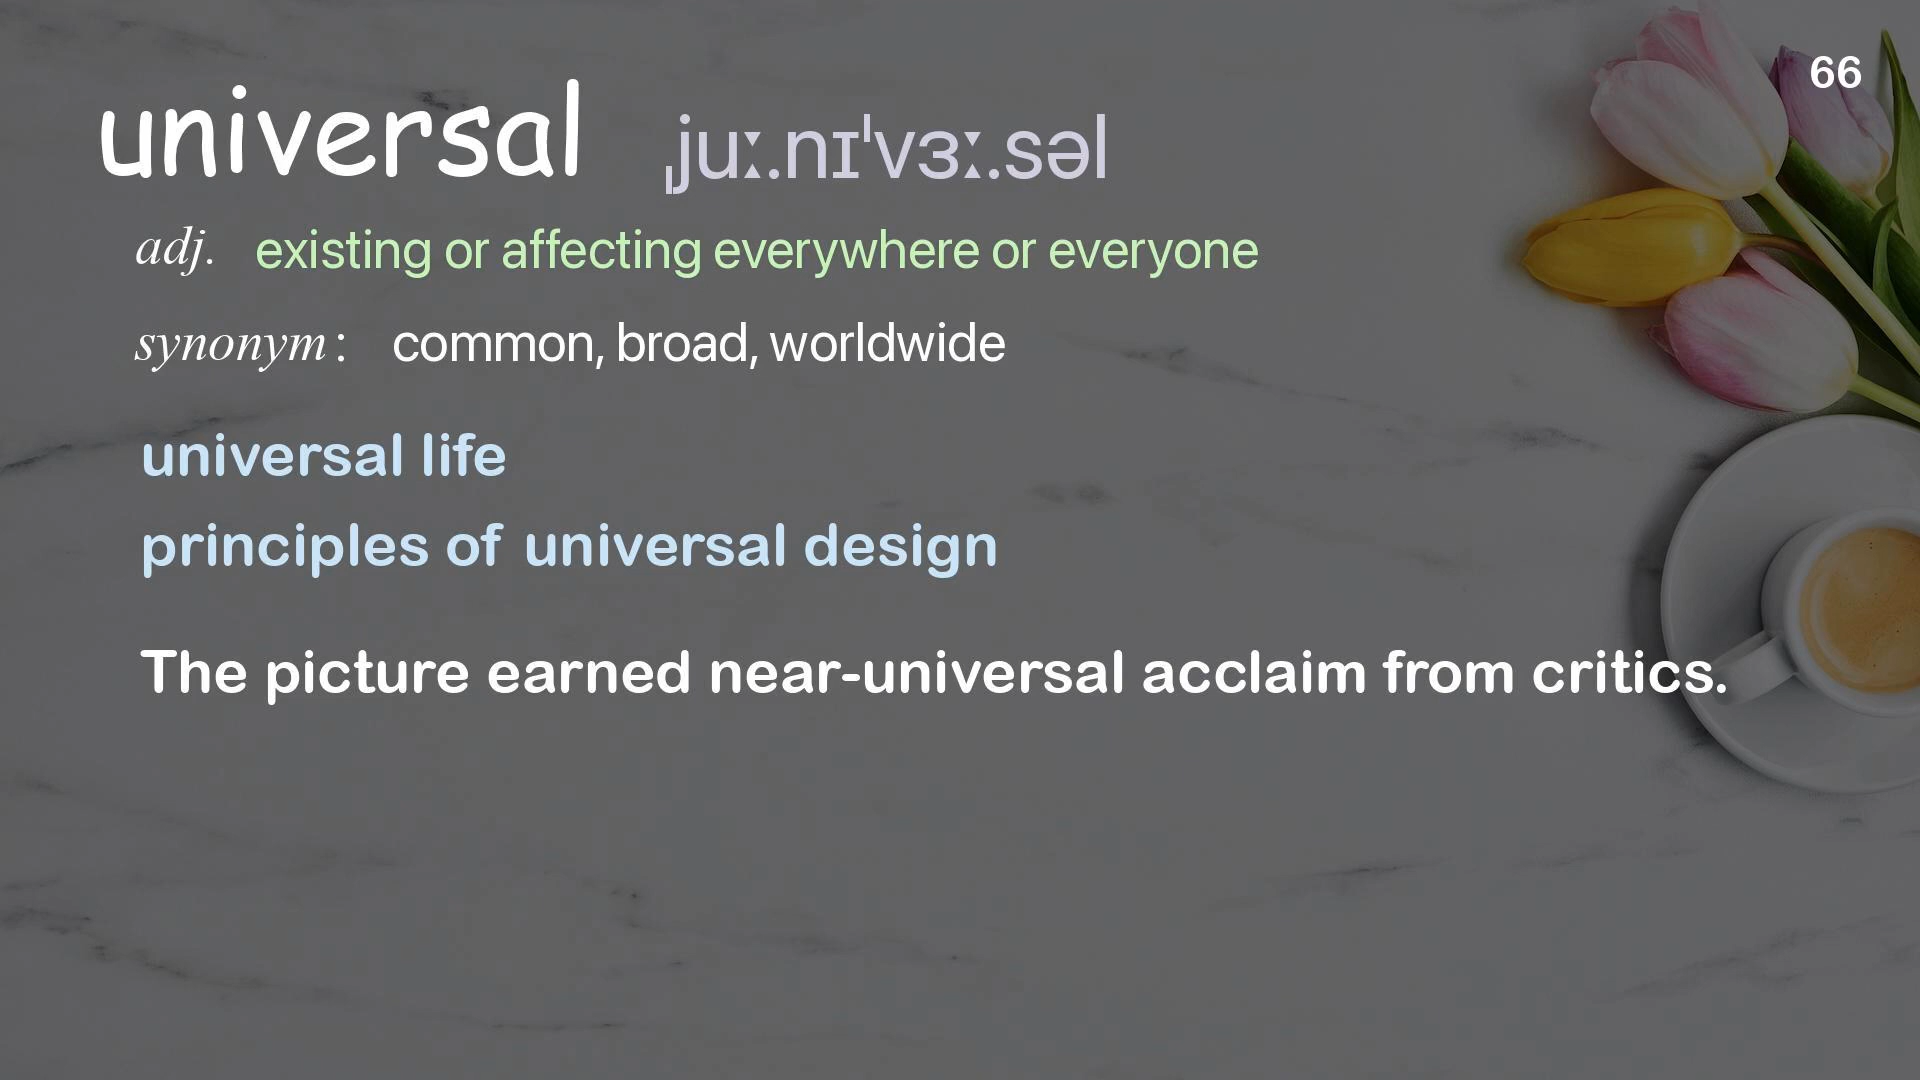 66
universal ˌjuː.nɪˈvɜː.səl
adj. existing or affecting everywhere or everyone
synonym : common, broad, worldwide
universal life
principles of universal design
The picture earned near-universal acclaim from critics.